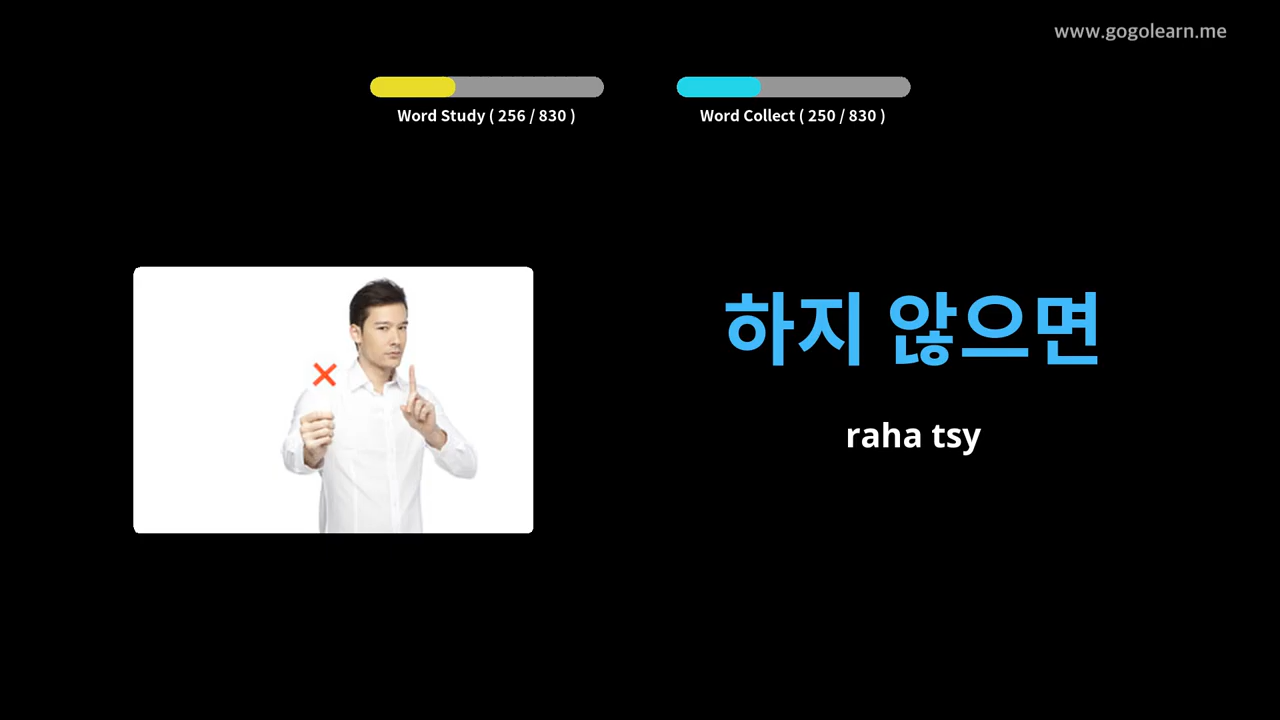 www.gogolearn.me
Word Study ( 256 / 830 )
Word Collect ( 250 / 830 )
하지 않으면
raha tsy